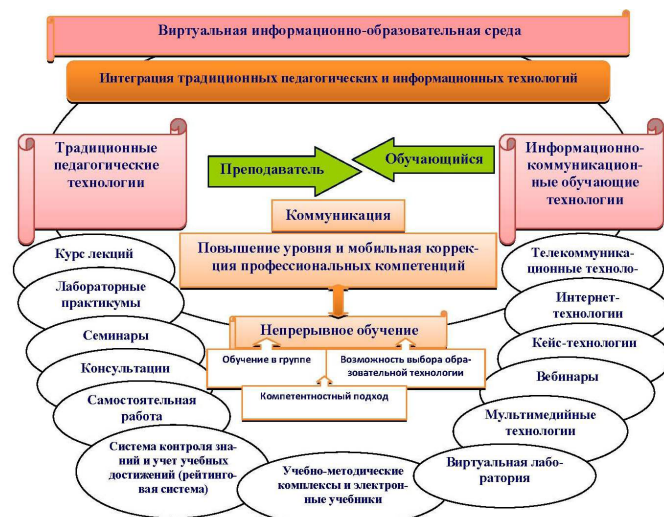 Виртуальная информационно-образовательная среда
Интеграция традиционных педагогических и информационных технологий
Традиционные
педагогические
технологии
Преподаватель
Обучающийся
Информационно-
коммуникацион-
ные обучающие
технологии
Коммуникация
Повышение уровня и мобильная коррек-
ция профессиональных компетенций
Непрерывное обучение
Обучение в группе
Возможность выбора обра-
зовательной технологии
Компетентностный подход
Курс лекций
Лабораторные
практикумы
Семинары
Консультации
Самостоятельная
работа
Система контроля зна-
ний и учет учебных
достижений (рейтинг-
овая система)
Учебно-методические
комплексы и электрон-
ные учебники
Телекоммуника-
ционные техноло-
Интернет-
технологии
Кейс-технологии
Вебинары
Мультимедийные
технологии
Виртуальная лабо-
ратория